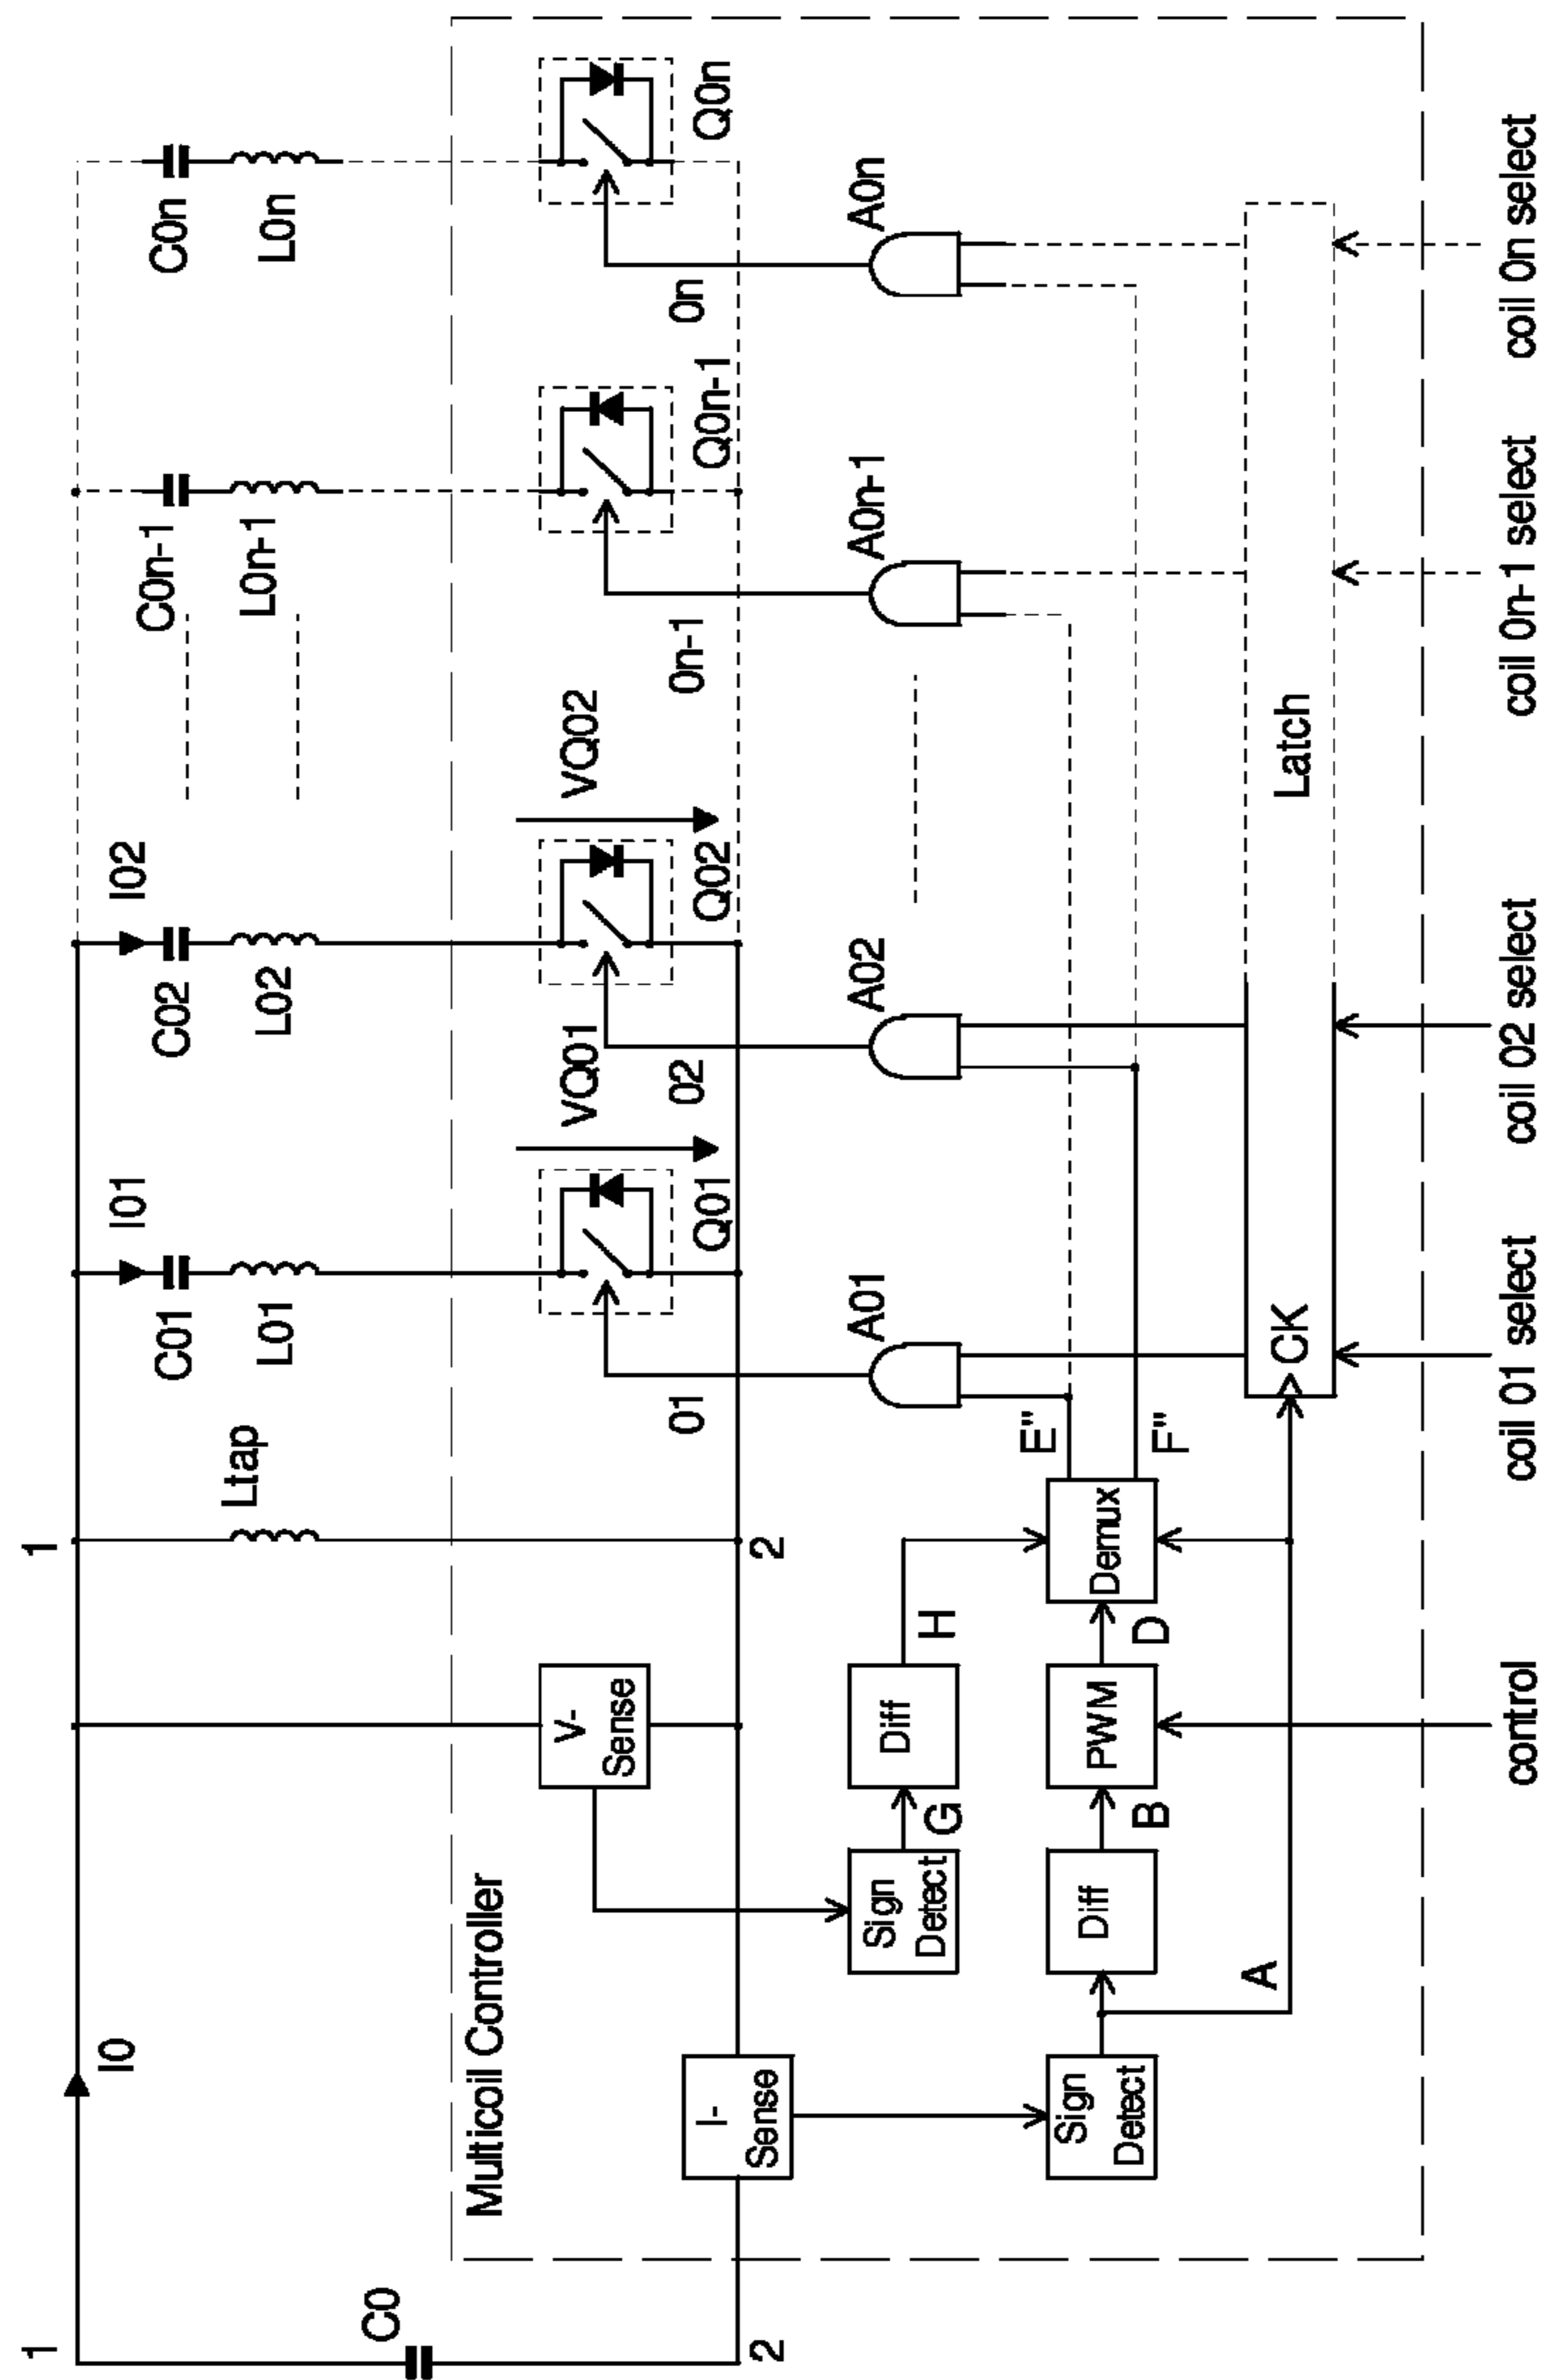 1
1
C0
I0
Ltap
C01
I01
L01
C02
I02
L02
C0n-1
L0n-1
C0n
L0n
Multicoil Controller
I-
Sense
V-
Sense
2
2
01
Q01
VQ01
02
Q02
VQ02
0n-1
Q0n-1
0n
Q0n
Sign
Detect
G
Diff
H
A01
A02
A0n-1
A0n
Sign
Detect
Diff
B
PWM
D
Demux
E"
F"
A
CK
Latch
control
coil 01 select
coil 02 select
coil 0n-1 select
coil 0n select